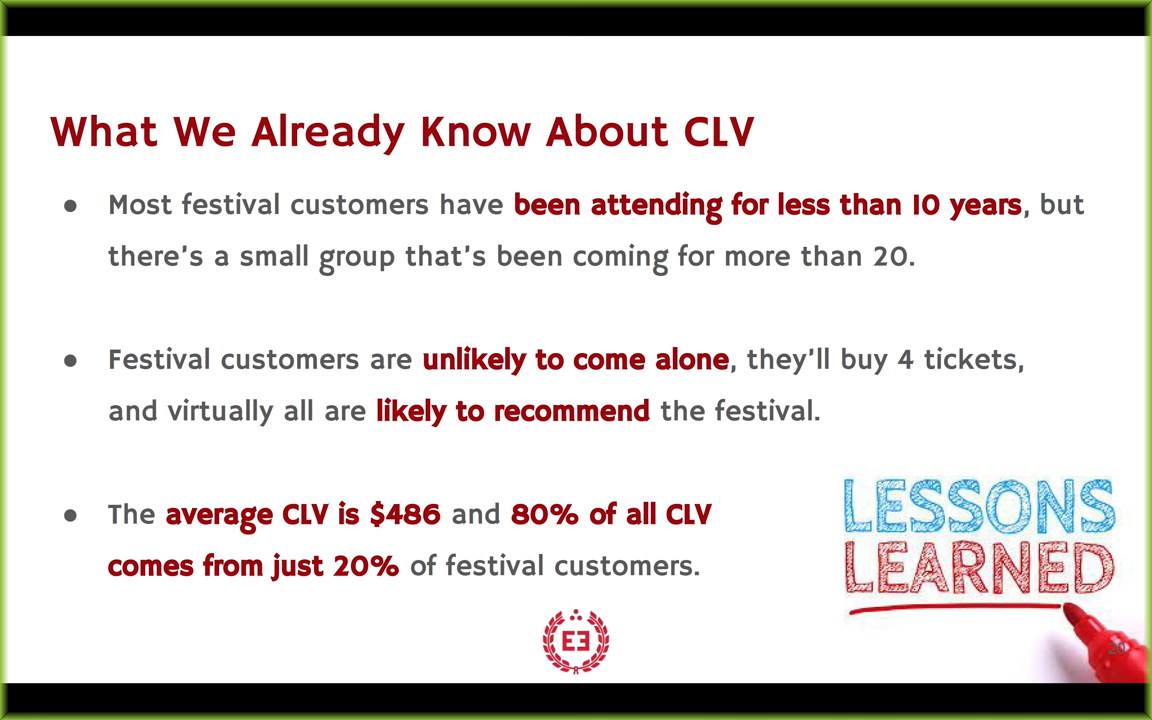 What We Already Know About CLV
● Most festival customers have been attending for less than 10 years, but
there's a small group that's been coming for more than 20.
● Festival customers are unlikely to come alone, they'll buy 4 tickets,
and virtually all are likely to recommend the festival.
● The average CLV is $486 and 80% of all CLV
comes from just 20% of festival customers.
LESSONS
LEARNED
EƎ
20